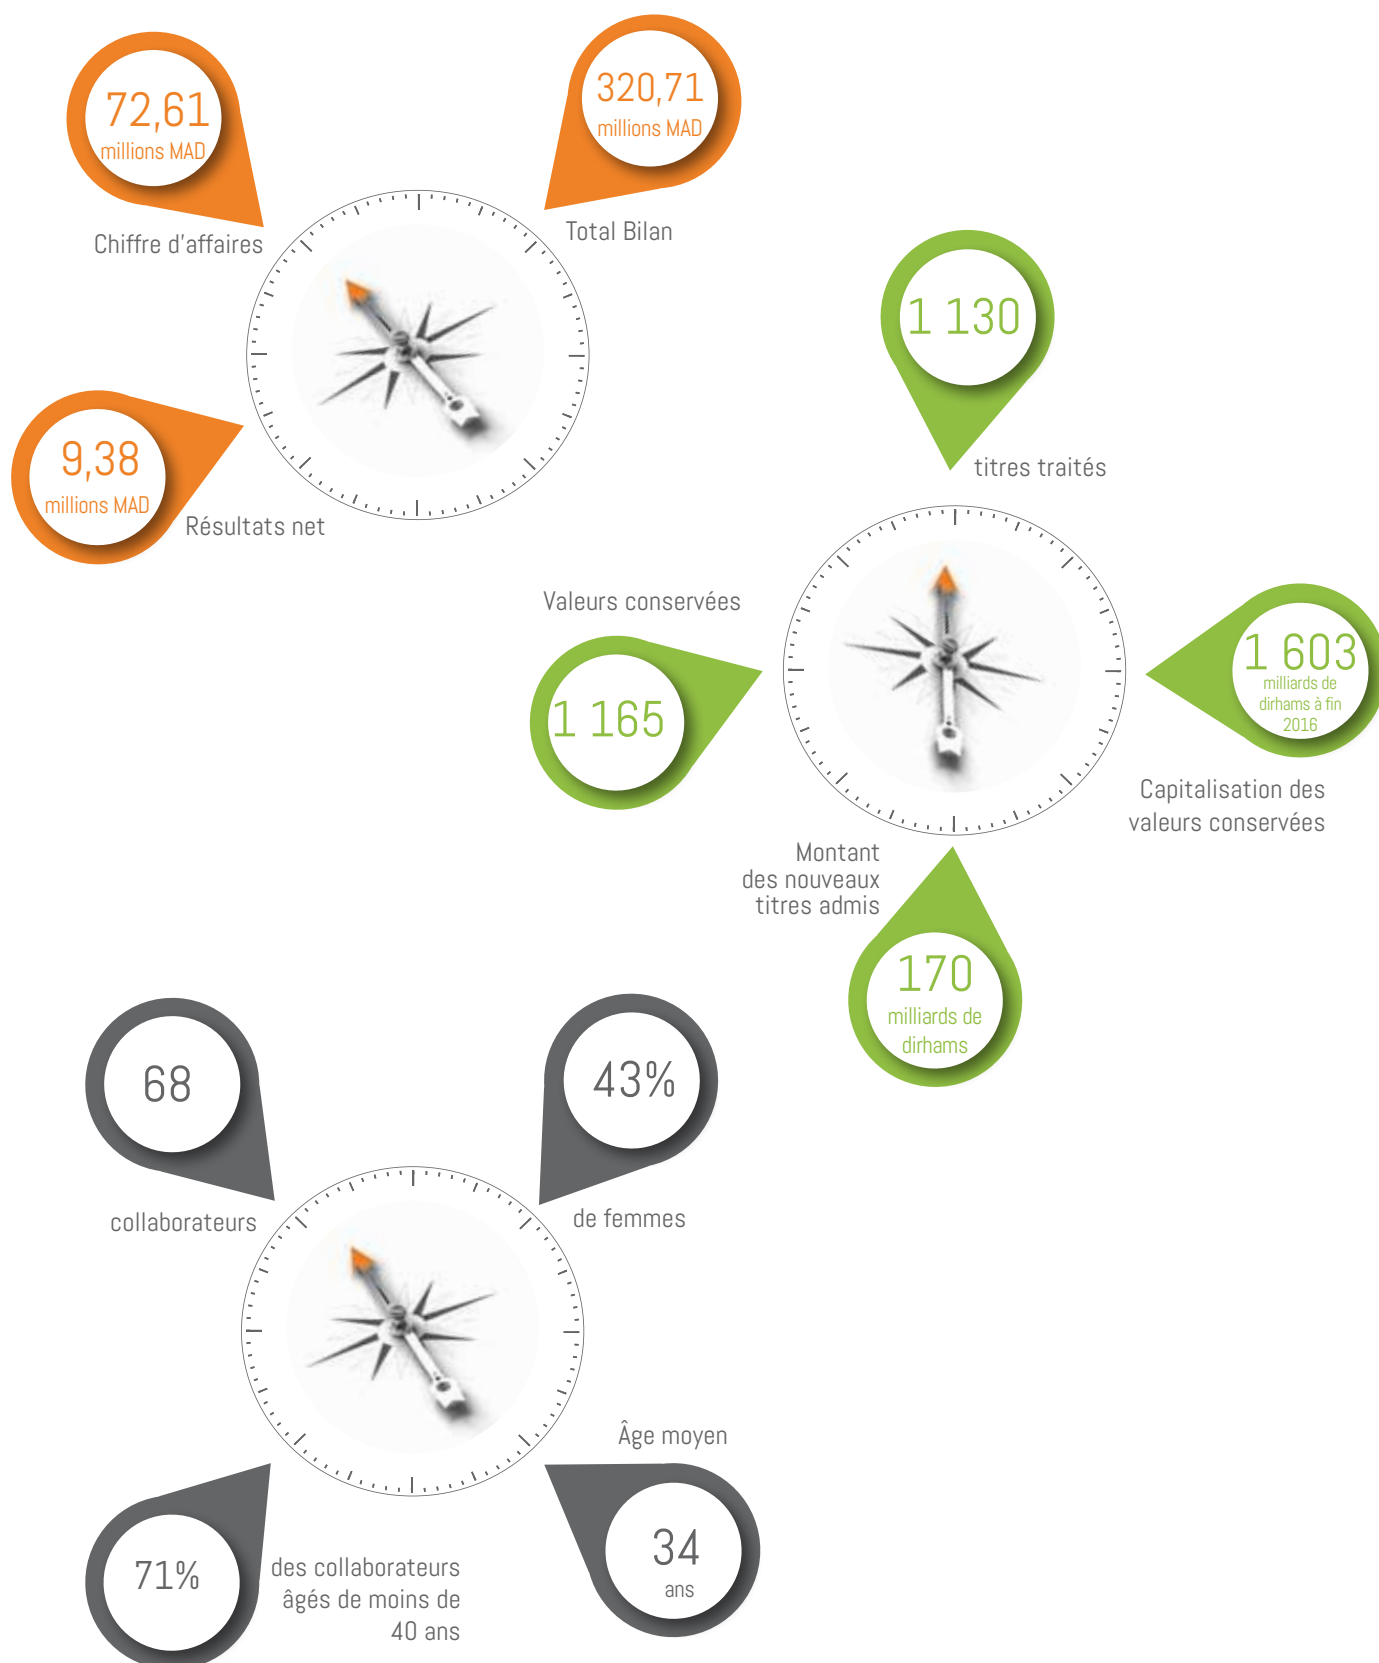 72,61
millions MAD
Chiffre d'affaires
320,71
millions MAD
Total Bilan
9,38
millions MAD
Résultats net
1 130
titres traités
Valeurs conservées
1 165
1 603
milliards de
dirhams à fin
2016
Capitalisation des
valeurs conservées
Montant
des nouveaux
titres admis
170
milliards de
dirhams
68
collaborateurs
43%
de femmes
71%
des collaborateurs
âgés de moins de
40 ans
Âge moyen
34
ans